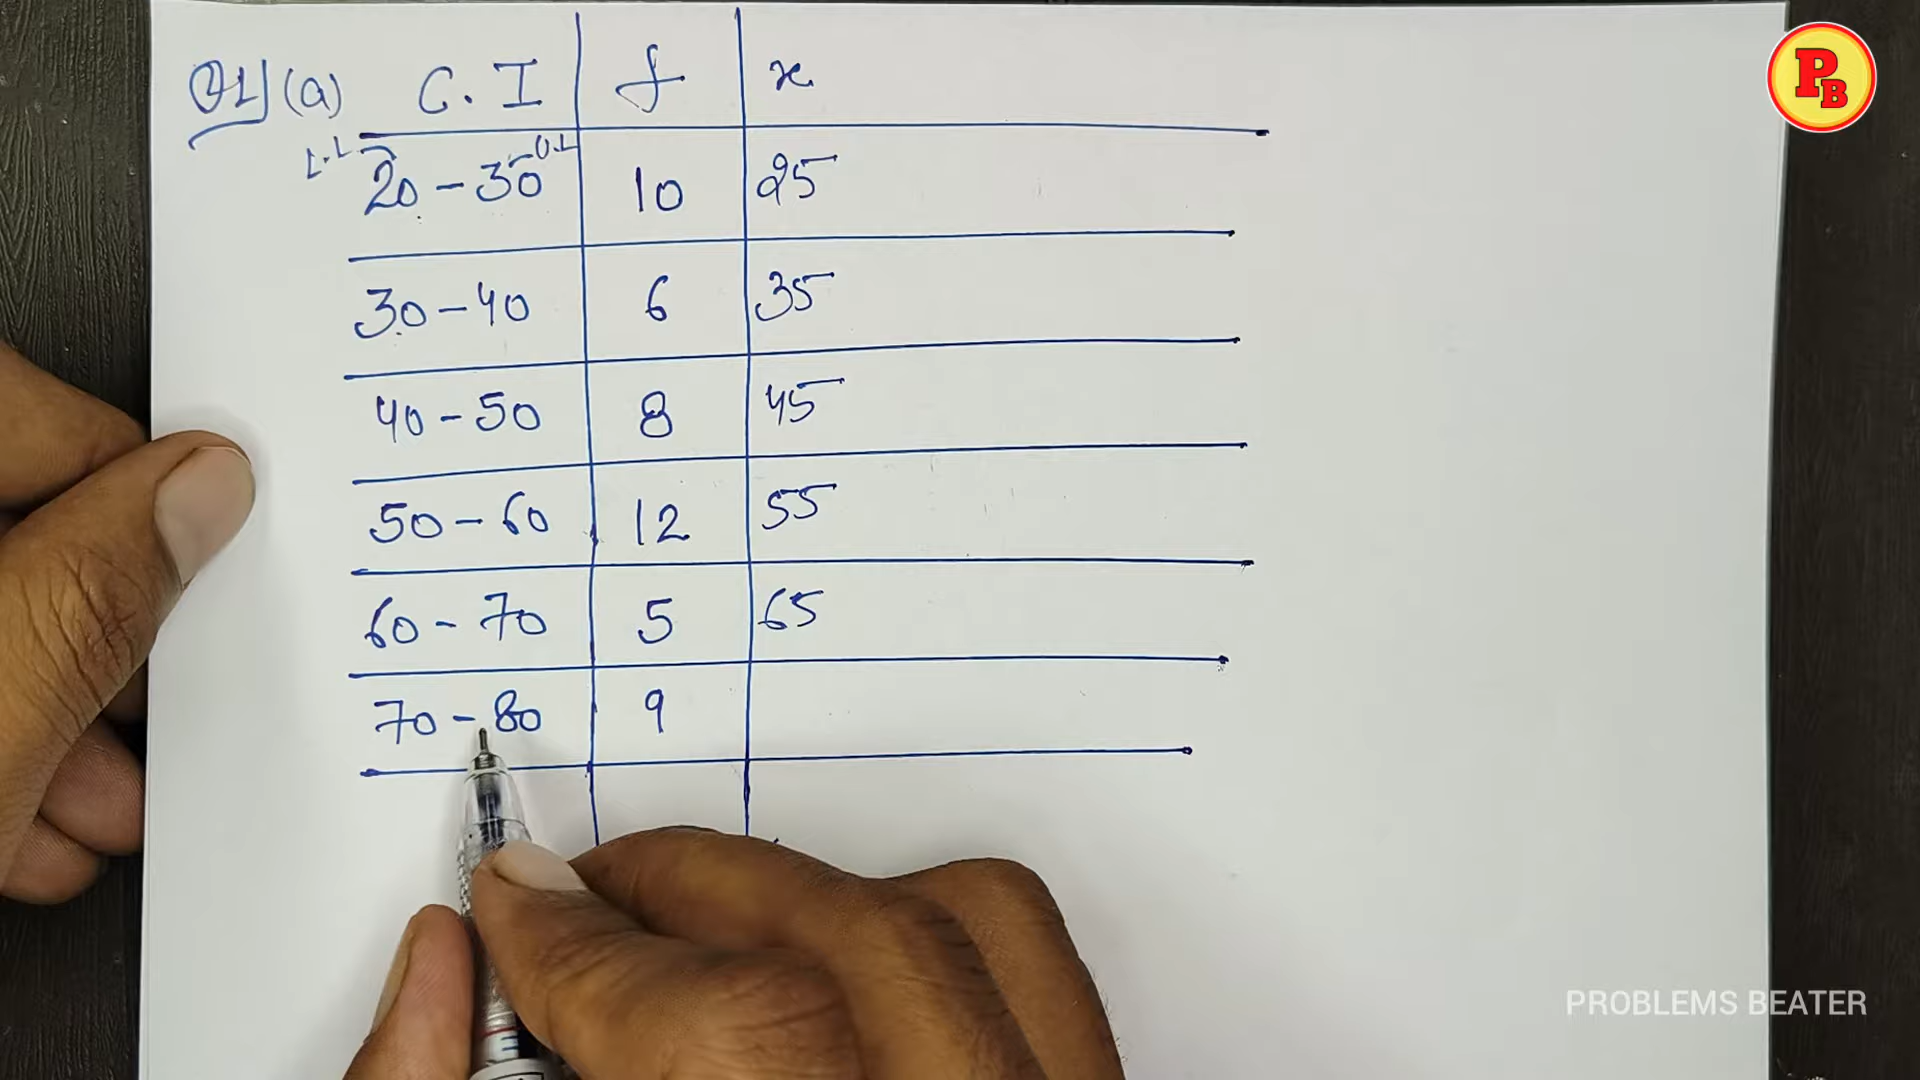 Q1 (a) C.I f x
L.L U.L
20 - 30 10 25
30 - 40 6 35
40 - 50 8 45
50 - 60 12 55
60 - 70 5 65
70 - 80 9
PB
PROBLEMS BEATER